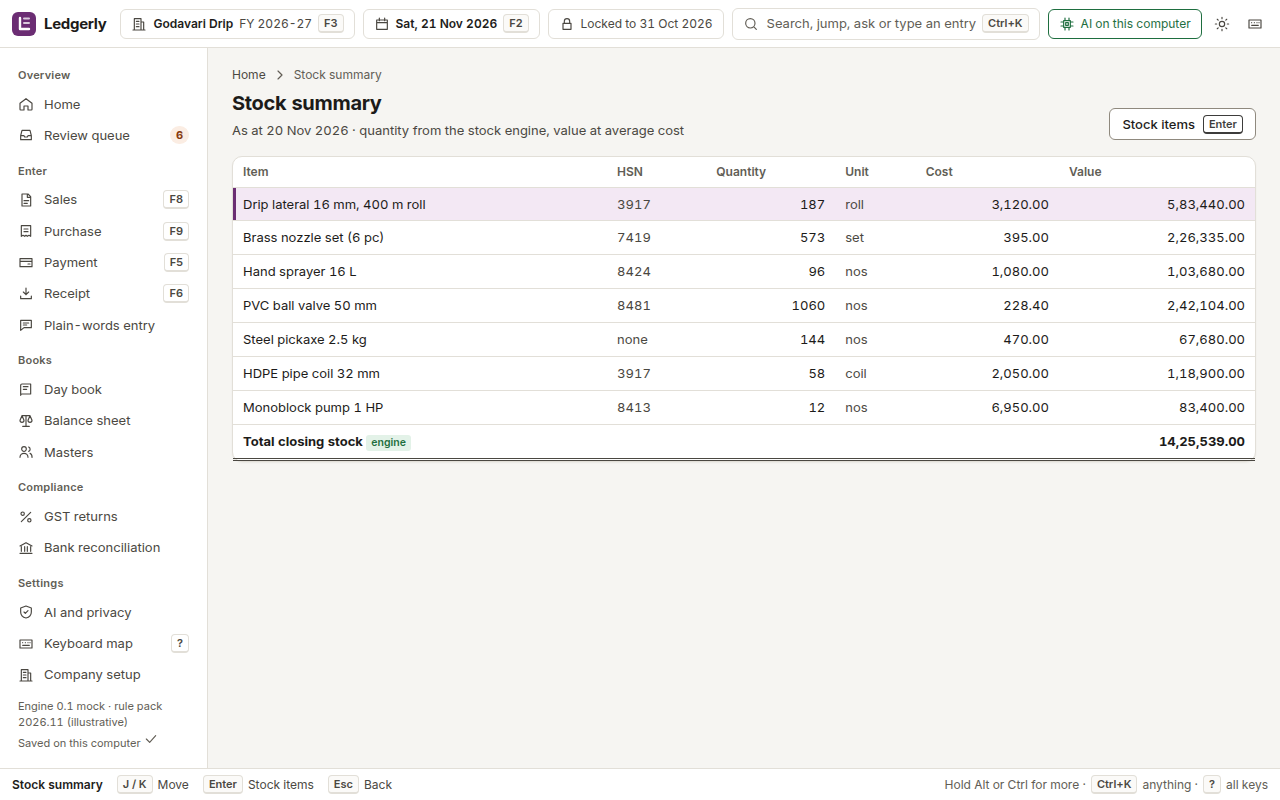 Ledgerly
Godavari Drip FY 2026-27 F3
Sat, 21 Nov 2026 F2
Locked to 31 Oct 2026
Search, jump, ask or type an entry Ctrl+K
AI on this computer
Overview
Home
Review queue 6
Enter
Sales F8
Purchase F9
Payment F5
Receipt F6
Plain-words entry
Books
Day book
Balance sheet
Masters
Compliance
GST returns
Bank reconciliation
Settings
AI and privacy
Keyboard map ?
Company setup
Engine 0.1 mock · rule pack
2026.11 (illustrative)
Saved on this computer
Home Stock summary
Stock summary
As at 20 Nov 2026 · quantity from the stock engine, value at average cost
Stock items Enter
Item HSN Quantity Unit Cost Value
Drip lateral 16 mm, 400 m roll 3917 187 roll 3,120.00 5,83,440.00
Brass nozzle set (6 pc) 7419 573 set 395.00 2,26,335.00
Hand sprayer 16 L 8424 96 nos 1,080.00 1,03,680.00
PVC ball valve 50 mm 8481 1060 nos 228.40 2,42,104.00
Steel pickaxe 2.5 kg none 144 nos 470.00 67,680.00
HDPE pipe coil 32 mm 3917 58 coil 2,050.00 1,18,900.00
Monoblock pump 1 HP 8413 12 nos 6,950.00 83,400.00
Total closing stock engine 14,25,539.00
Stock summary J / K Move Enter Stock items Esc Back
Hold Alt or Ctrl for more · Ctrl+K anything · ? all keys